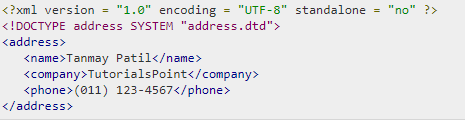 <?xml version = "1.0" encoding = "UTF-8" standalone = "no" ?>
<!DOCTYPE address SYSTEM "address.dtd">
<address>
   <name>Tanmay Patil</name>
   <company>TutorialsPoint</company>
   <phone>(011) 123-4567</phone>
</address>